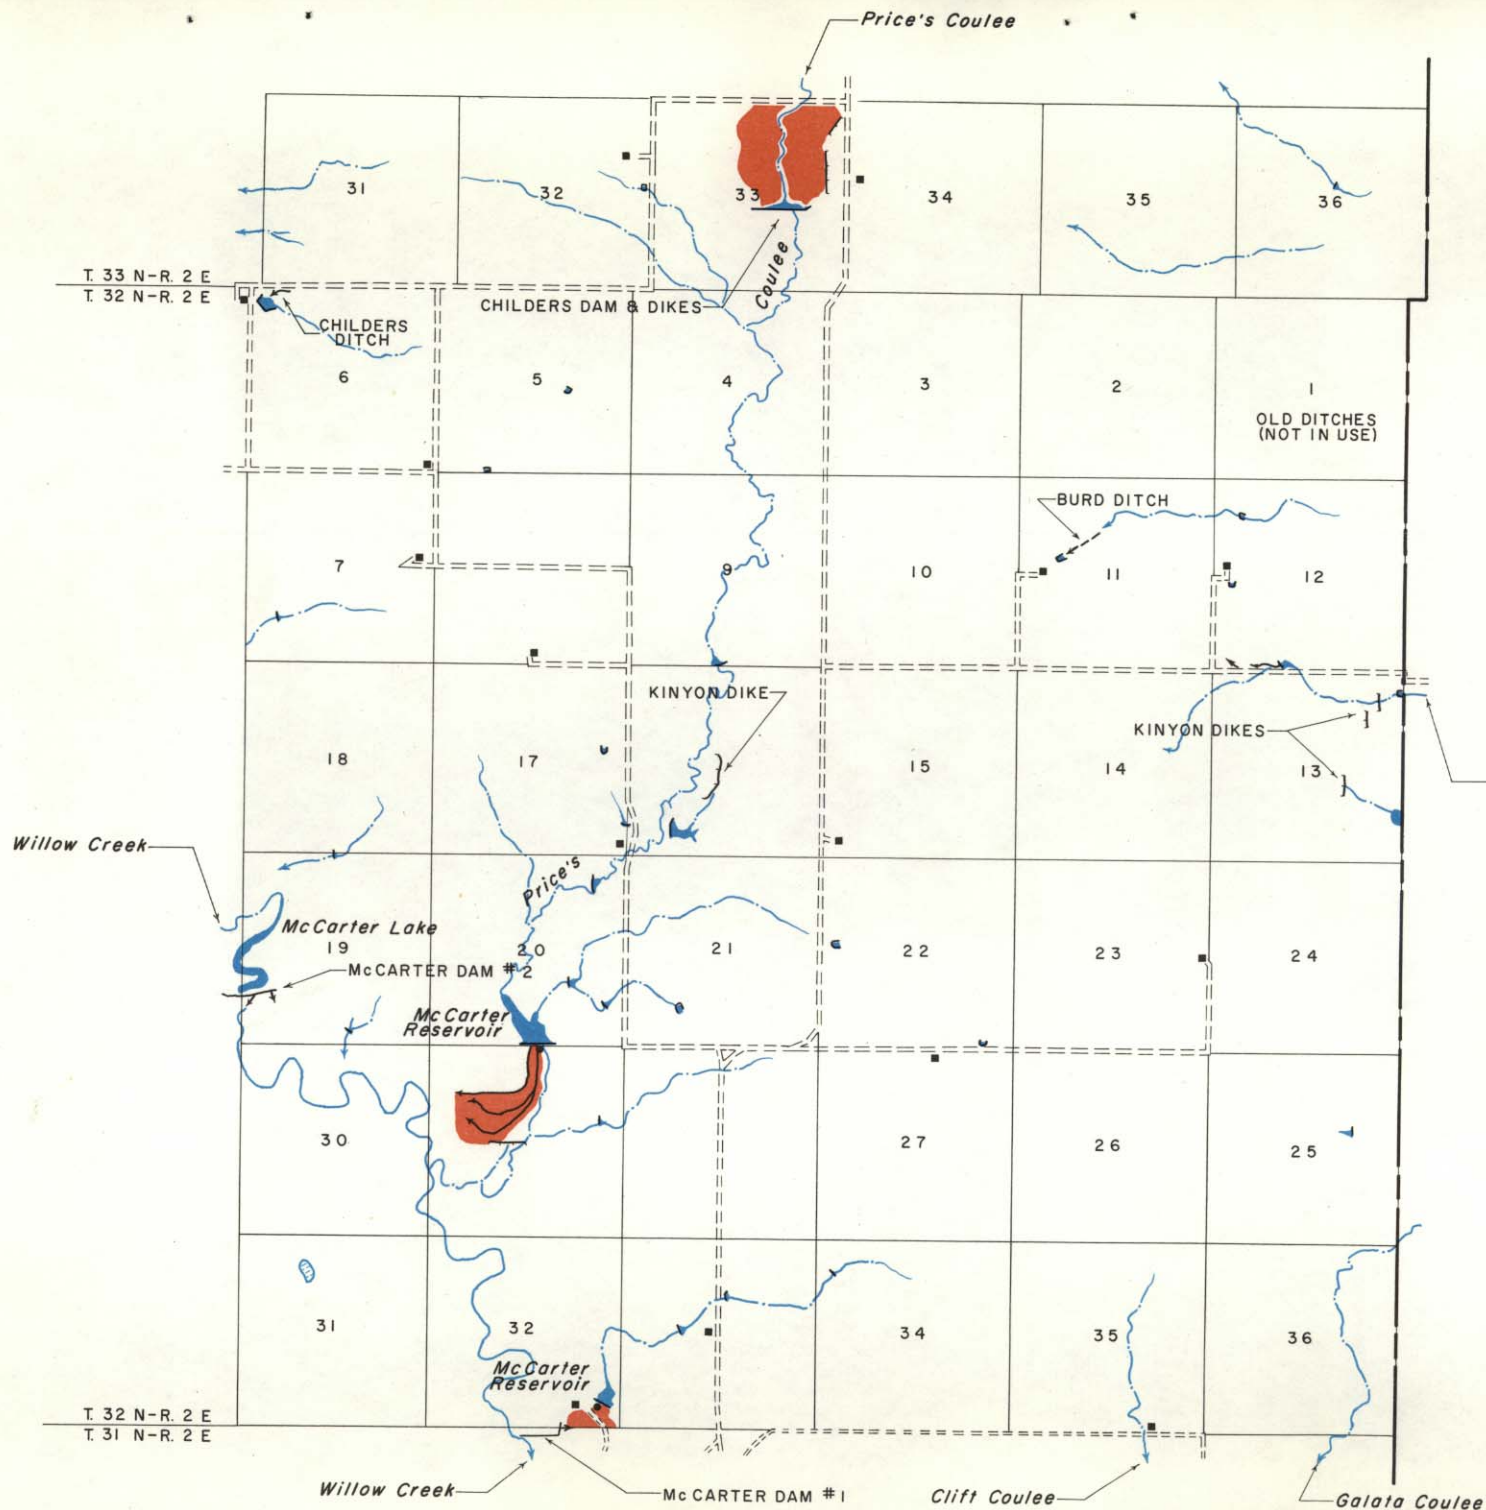 Price's Coulee
31
32
33
34
35
36
T. 33 N-R. 2 E
T. 32 N-R. 2 E
Coulee
CHILDERS DAM & DIKES
CHILDERS
DITCH
6
5
4
3
2
1
OLD DITCHES
(NOT IN USE)
BURD DITCH
7
9
10
11
12
KINYON DIKE
KINYON DIKES
18
17
15
14
13
Willow Creek
Price's
McCarter Lake
19
20
21
22
23
24
McCARTER DAM #2
McCarter
Reservoir
30
27
26
25
31
32
34
35
36
McCarter
Reservoir
T. 32 N-R. 2 E
T. 31 N-R. 2 E
Willow Creek
McCARTER DAM #1
Clift Coulee
Galata Coulee